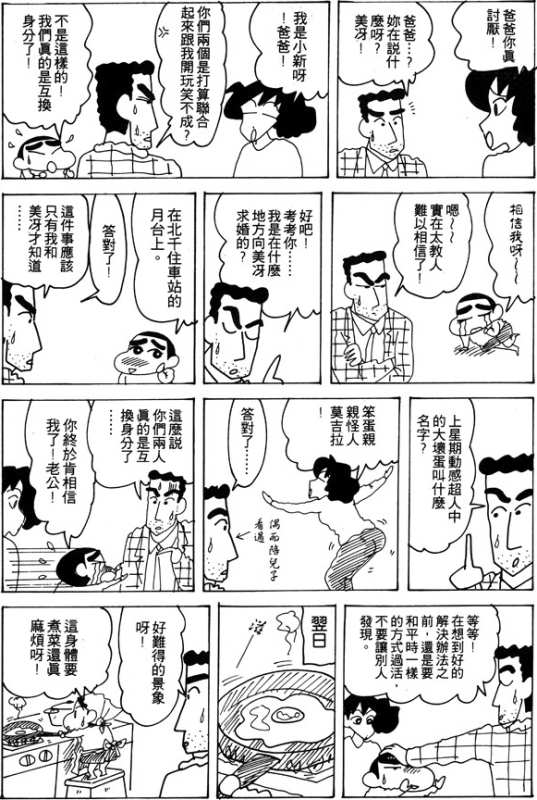 爸爸你真
討厭！
爸爸…？
妳在説什
麼呀？
美冴！
我是小新呀
！爸爸！
你們兩個是打算聯合
起來跟我開玩笑不成？
不是這樣的！
我們真的是互換
身分了！
相信我呀～～
嗯～～
實在太教人
難以相信了！
好吧！
考考你……
我是在什麼
地方向美冴
求婚的？
在北千住車站的
月台上。
答對了！
這件事應該
只有我和
美冴才知道
……
上星期動感超人中
的大壞蛋叫什麼
名字？
笨蛋親
親怪人
莫吉拉
！
偶而陪兒子
看過
答對了……
這麼説
你們兩人
真的是互
換身分了
…
你終於肯相信
我了！老公！
等等！
在想到好的
解決辦法之
前，還是要
和平時一樣
的方式過活，
不要讓別人
發現。
翌日
好難得的景象
呀！
這身體要
煮菜還真
麻煩呀！